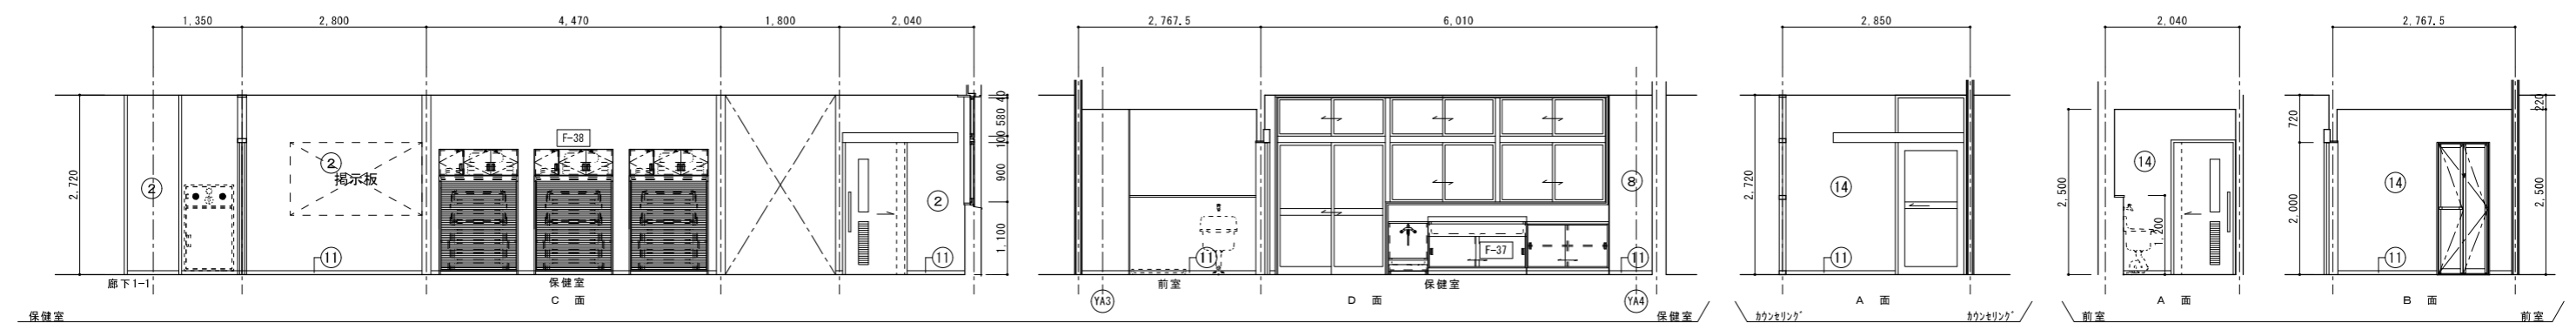 1,350 2,800 4,470 1,800 2,040
2,720
② ② 掲示板 F-38 ②
⑪ ⑪
40 580 100 900 1,100
廊下1-1 保健室
C 面
2,767.5 6,010
⑧
F-37
⑪ ⑪
前室 保健室
YA3 D 面 YA4
保健室 保健室
2,850
2,720
⑭
⑪
A 面
ｶｳﾝｾﾘﾝｸﾞ ｶｳﾝｾﾘﾝｸﾞ
2,040
2,500
⑭
1,200
A 面
2,767.5
720 220
2,000 2,500
⑭
⑪
B 面
前室 前室